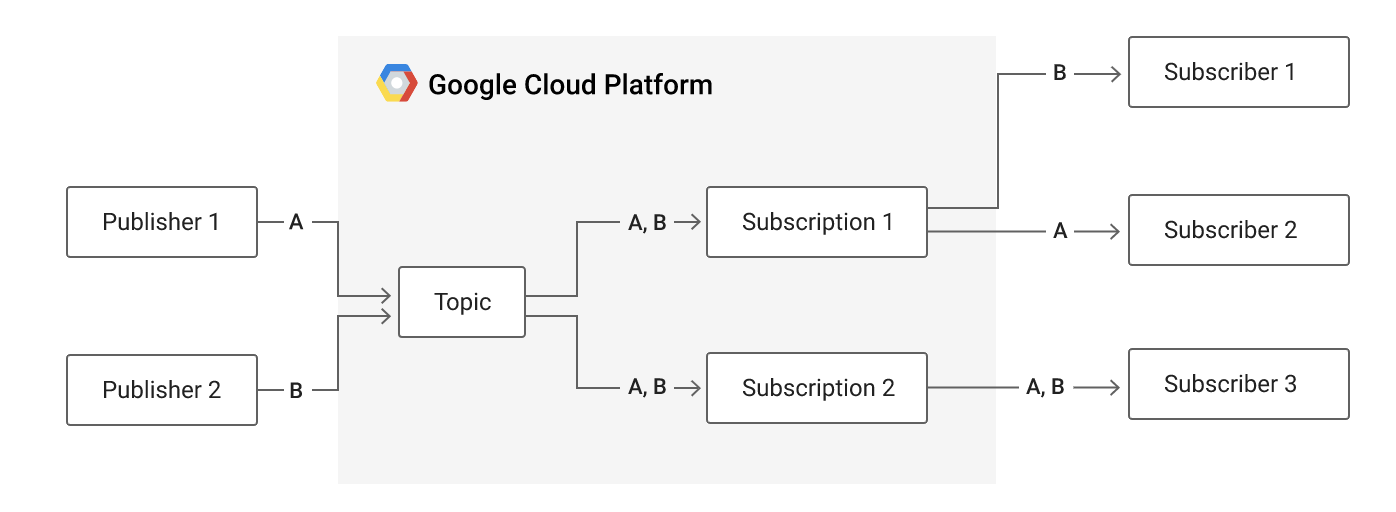 Google Cloud Platform
Publisher 1
A
Publisher 2
B
Topic
A, B
Subscription 1
A, B
Subscription 2
B
Subscriber 1
A
Subscriber 2
A, B
Subscriber 3